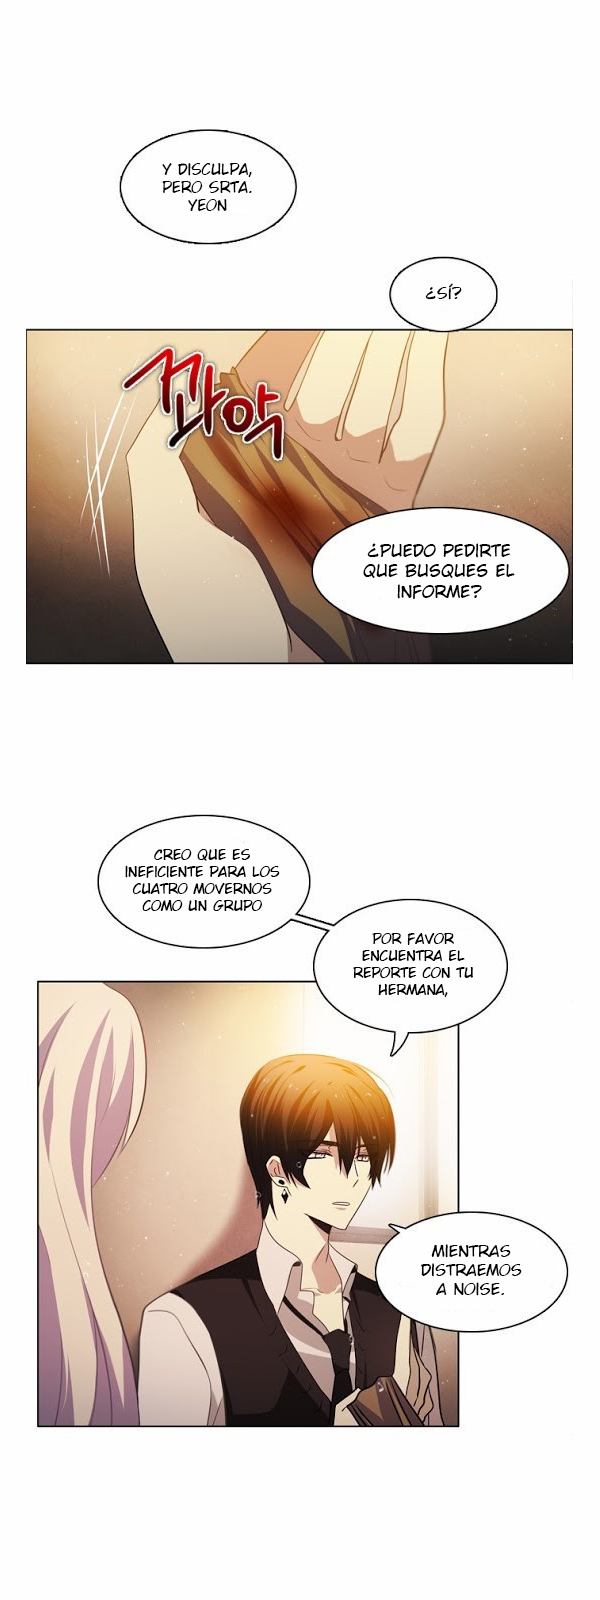 Y DISCULPA,
PERO SRTA.
YEON
¿SÍ?
꽈악
¿PUEDO PEDIRTE
QUE BUSQUES EL
INFORME?
CREO QUE ES
INEFICIENTE PARA LOS
CUATRO MOVERNOS
COMO UN GRUPO
POR FAVOR
ENCUENTRA EL
REPORTE CON TU
HERMANA,
MIENTRAS
DISTRAEMOS
A NOISE.